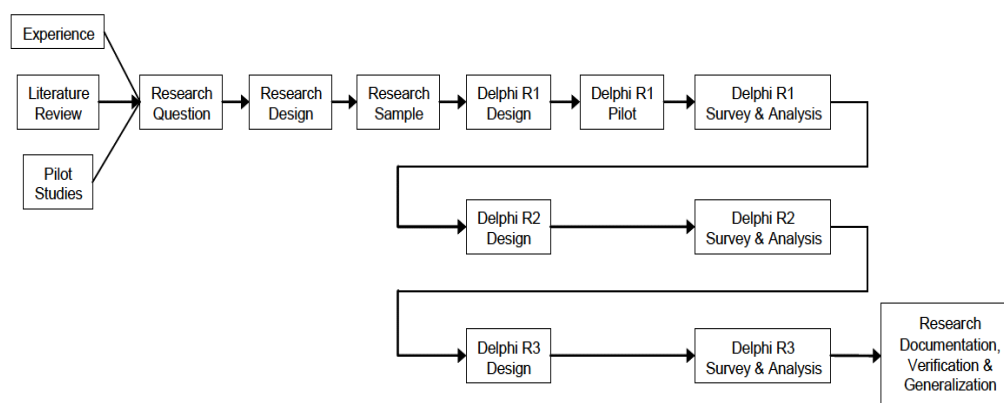 Experience
Literature
Review
Pilot
Studies
Research
Question
Research
Design
Research
Sample
Delphi R1
Design
Delphi R1
Pilot
Delphi R1
Survey & Analysis
Delphi R2
Design
Delphi R2
Survey & Analysis
Delphi R3
Design
Delphi R3
Survey & Analysis
Research
Documentation,
Verification &
Generalization